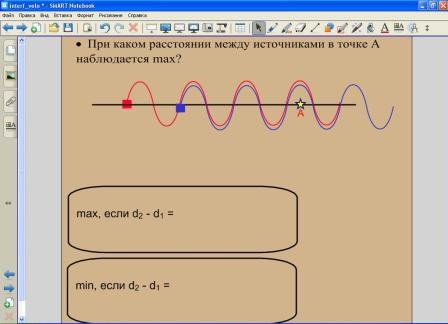 interf_voln * - SMART Notebook
Файл Правка Вид Вставка Формат Рисование Справка
• При каком расстоянии между источниками в точке А
наблюдается max?
A
max, если d₂ - d₁ =
min, если d₂ - d₁ =